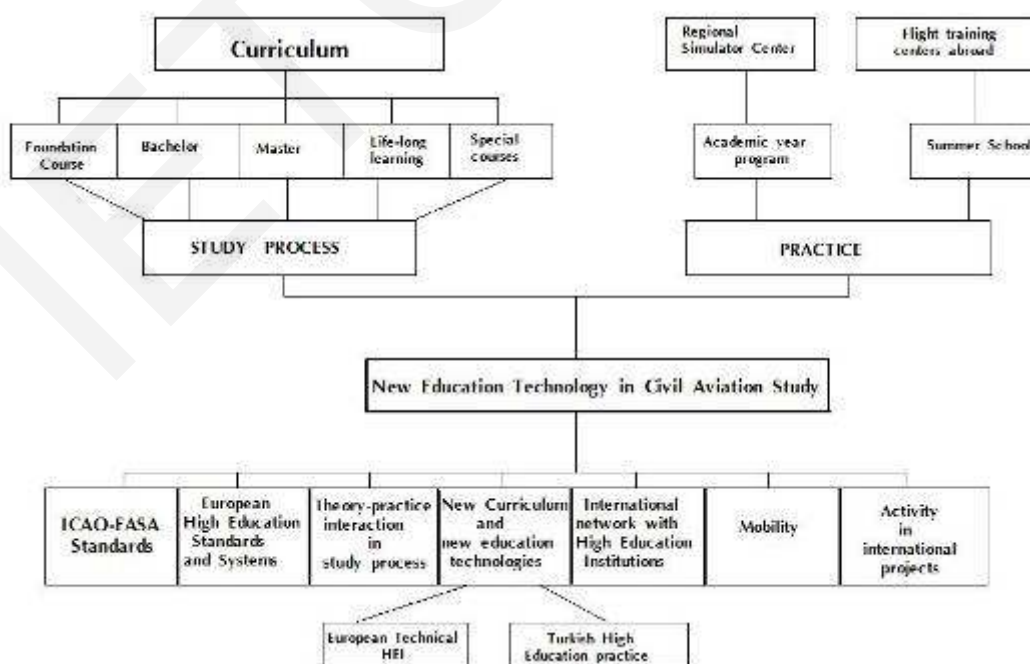 Curriculum
Regional
Simulator Center
Flight training
centers abroad
Foundation
Course
Bachelor
Master
Life-long
learning
Special
courses
Academic year
program
Summer School
STUDY PROCESS
PRACTICE
New Education Technology in Civil Aviation Study
ICAO-EASA
Standards
European
High Education
Standards
and Systems
Theory-practice
interaction
in
study process
New Curriculum
and
new education
technologies
International
network with
High Education
Institutions
Mobility
Activity
in
international
projects
European Technical
HEI
Turkish High
Education practice